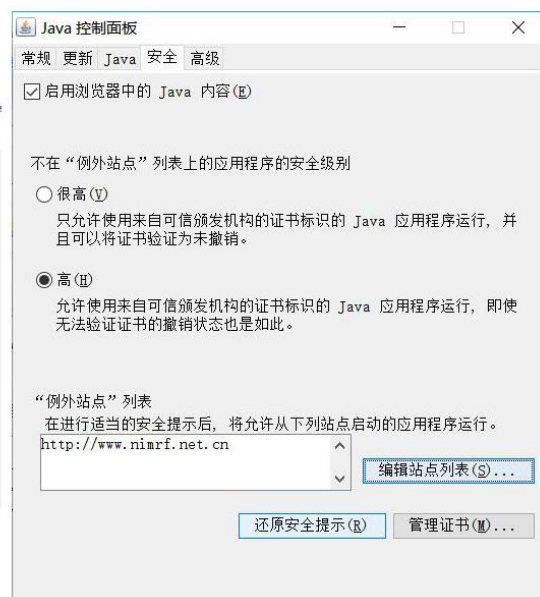 Java 控制面板
常规 更新 Java 安全 高级
启用浏览器中的 Java 内容(E)
不在“例外站点”列表上的应用程序的安全级别
很高(V)
只允许使用来自可信颁发机构的证书标识的 Java 应用程序运行, 并
且可以将证书验证为未撤销。
高(H)
允许使用来自可信颁发机构的证书标识的 Java 应用程序运行, 即使
无法验证证书的撤销状态也是如此。
“例外站点”列表
在进行适当的安全提示后, 将允许从下列站点启动的应用程序运行。
http://www.nimrf.net.cn
编辑站点列表(S)...
还原安全提示(R) 管理证书(M)...